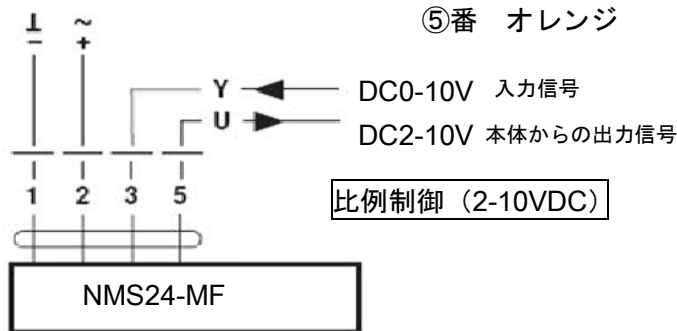 ⑤番 オレンジ
⊥ ~
− +
Y DC0-10V 入力信号
U DC2-10V 本体からの出力信号
1 2 3 5
比例制御（2-10VDC）
NMS24-MF